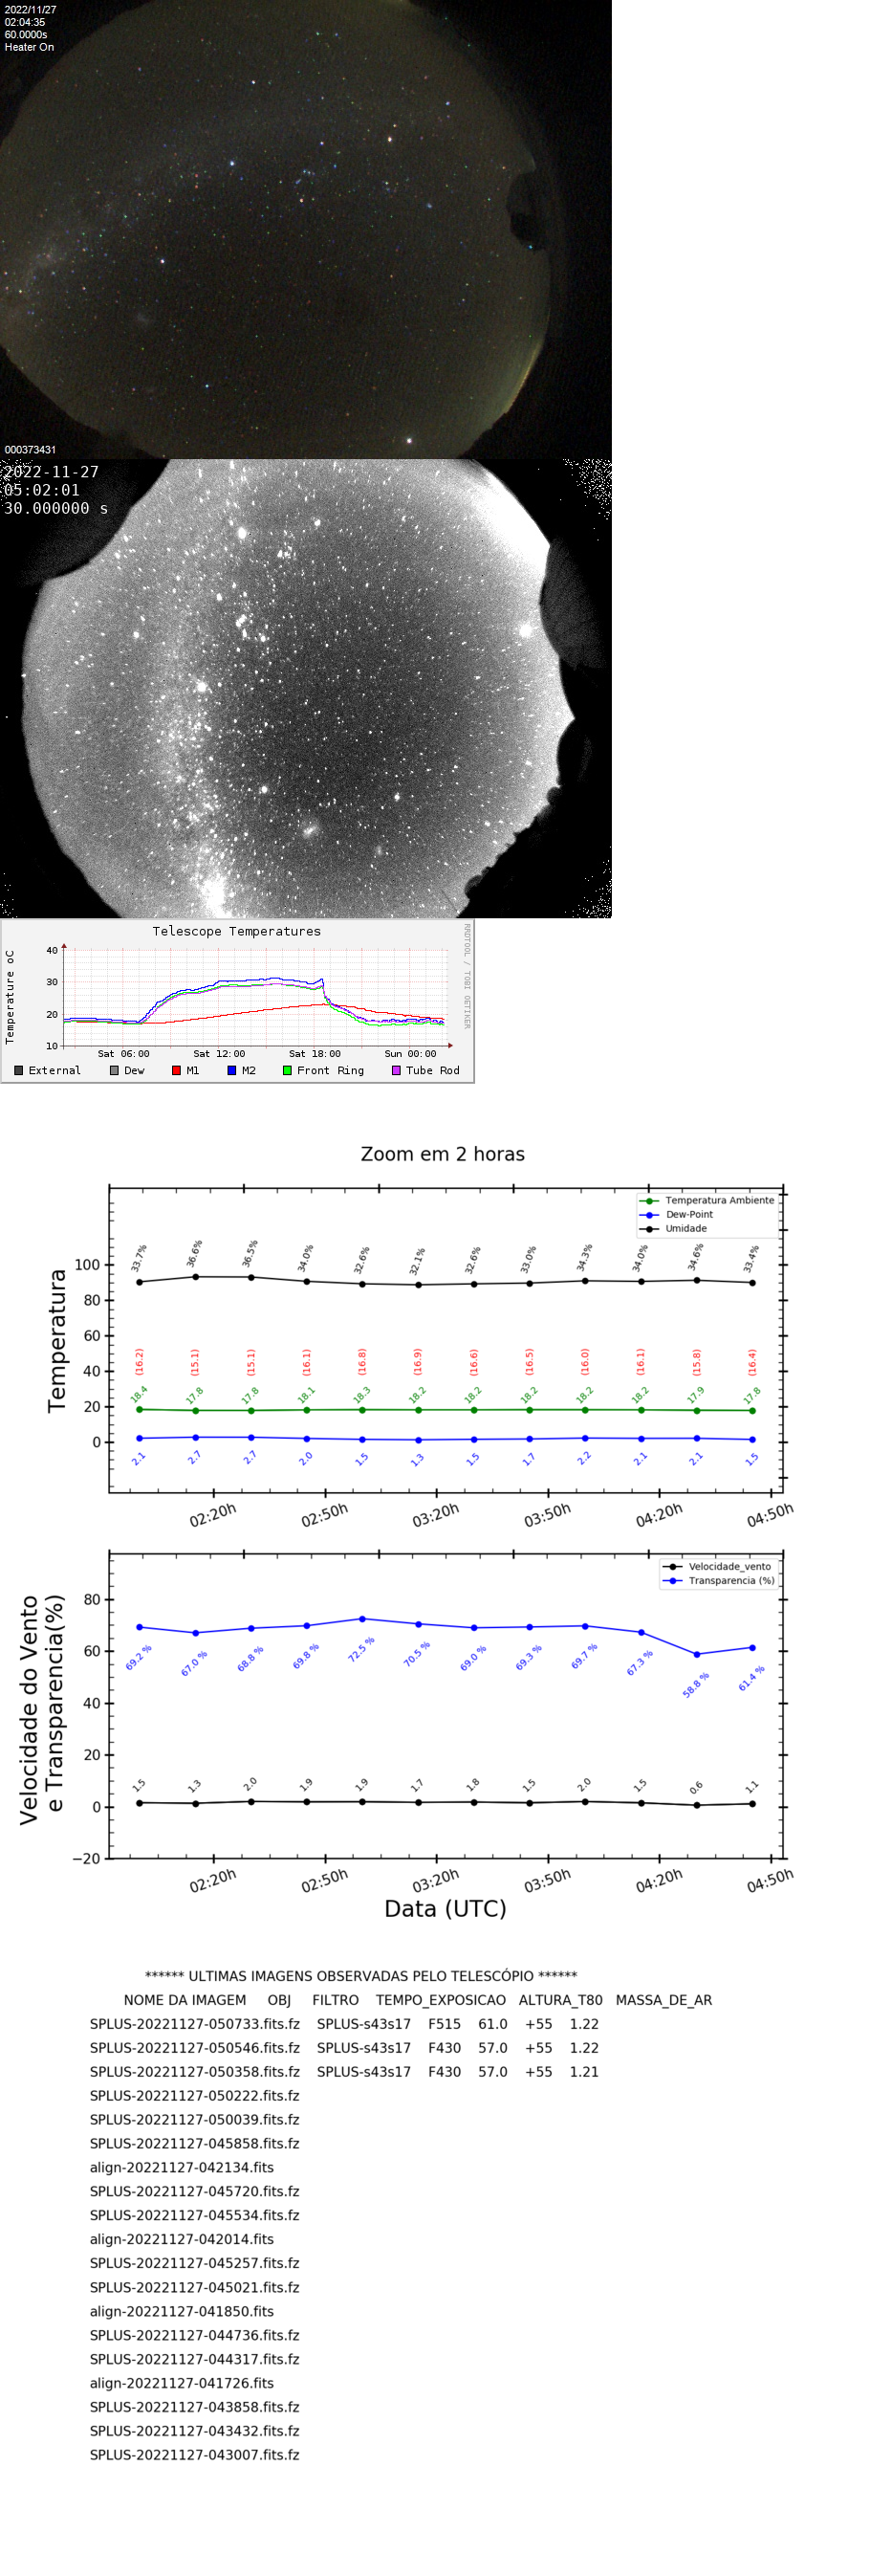 2022/11/27
02:04:35
60.0000s
Heater On
000373431
2022-11-27
05:02:01
30.000000 s
Telescope Temperatures
RRDTOOL / TOBI OETIKER
Temperature oC
40
30
20
10
Sat 06:00 Sat 12:00 Sat 18:00 Sun 00:00
External Dew M1 M2 Front Ring Tube Rod
Zoom em 2 horas
Temperatura Ambiente
Dew-Point
Umidade
Temperatura
100
80
60
40
20
0
33.7% 36.6% 36.5% 34.0% 32.6% 32.1% 32.6% 33.0% 34.3% 34.0% 34.6% 33.4%
(16.2) (15.1) (15.1) (16.1) (16.8) (16.9) (16.6) (16.5) (16.0) (16.1) (15.8) (16.4)
18.4 17.8 17.8 18.1 18.3 18.2 18.2 18.2 18.2 18.2 17.9 17.8
2.1 2.7 2.7 2.0 1.5 1.3 1.5 1.7 2.2 2.1 2.1 1.5
02:20h 02:50h 03:20h 03:50h 04:20h 04:50h
Velocidade_vento
Transparencia (%)
Velocidade do Vento
e Transparencia(%)
80
60
40
20
0
−20
69.2 % 67.0 % 68.8 % 69.8 % 72.5 % 70.5 % 69.0 % 69.3 % 69.7 % 67.3 % 58.8 % 61.4 %
1.5 1.3 2.0 1.9 1.9 1.7 1.8 1.5 2.0 1.5 0.6 1.1
02:20h 02:50h 03:20h 03:50h 04:20h 04:50h
Data (UTC)
****** ULTIMAS IMAGENS OBSERVADAS PELO TELESCÓPIO ******
NOME DA IMAGEM OBJ FILTRO TEMPO_EXPOSICAO ALTURA_T80 MASSA_DE_AR
SPLUS-20221127-050733.fits.fz SPLUS-s43s17 F515 61.0 +55 1.22
SPLUS-20221127-050546.fits.fz SPLUS-s43s17 F430 57.0 +55 1.22
SPLUS-20221127-050358.fits.fz SPLUS-s43s17 F430 57.0 +55 1.21
SPLUS-20221127-050222.fits.fz
SPLUS-20221127-050039.fits.fz
SPLUS-20221127-045858.fits.fz
align-20221127-042134.fits
SPLUS-20221127-045720.fits.fz
SPLUS-20221127-045534.fits.fz
align-20221127-042014.fits
SPLUS-20221127-045257.fits.fz
SPLUS-20221127-045021.fits.fz
align-20221127-041850.fits
SPLUS-20221127-044736.fits.fz
SPLUS-20221127-044317.fits.fz
align-20221127-041726.fits
SPLUS-20221127-043858.fits.fz
SPLUS-20221127-043432.fits.fz
SPLUS-20221127-043007.fits.fz